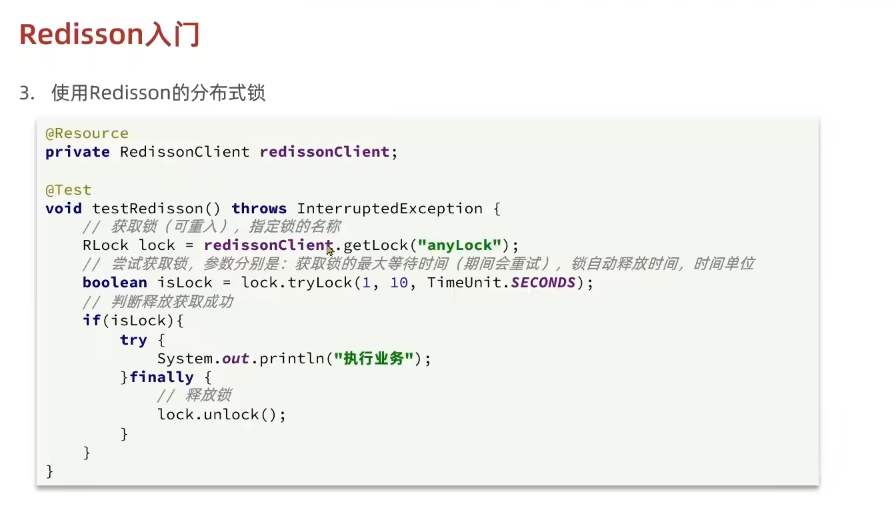 Redisson入门
3. 使用Redisson的分布式锁
@Resource
private RedissonClient redissonClient;
@Test
void testRedisson() throws InterruptedException {
// 获取锁（可重入），指定锁的名称
RLock lock = redissonClient.getLock("anyLock");
// 尝试获取锁，参数分别是：获取锁的最大等待时间（期间会重试），锁自动释放时间，时间单位
boolean isLock = lock.tryLock(1, 10, TimeUnit.SECONDS);
// 判断释放获取成功
if(isLock){
try {
System.out.println("执行业务");
}finally {
// 释放锁
lock.unlock();
}
}
}